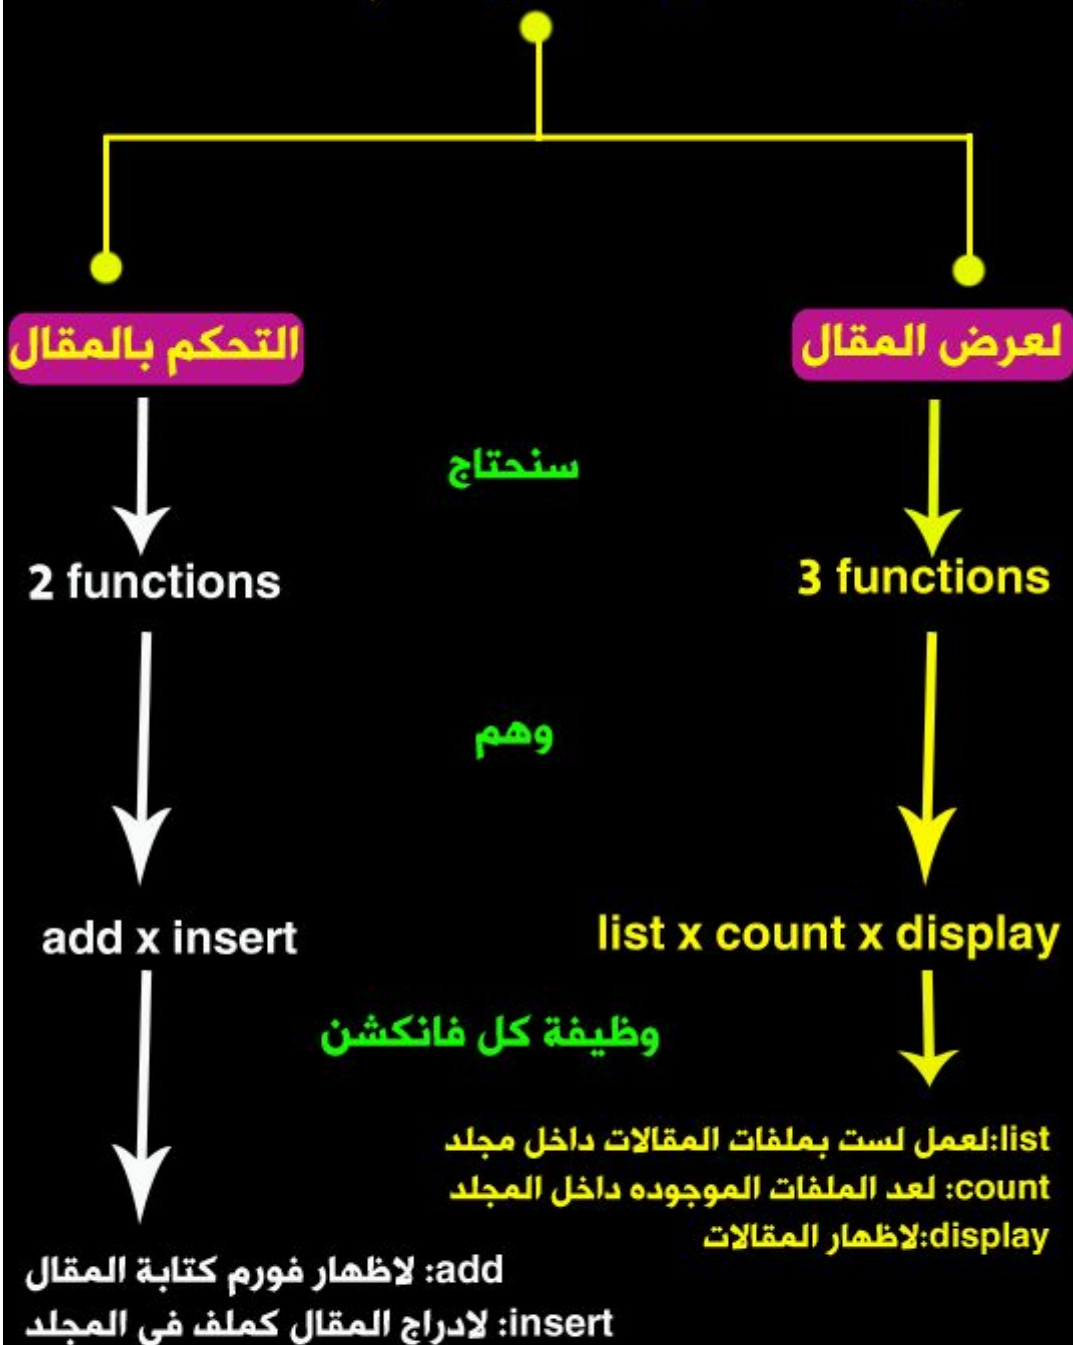 لعرض المقال
التحكم بالمقال
سنحتاج
3 functions
2 functions
وهم
list x count x display
add x insert
وظيفة كل فانكشن
list:لعمل لست بملفات المقالات داخل مجلد
count: لعد الملفات الموجوده داخل المجلد
display:لاظهار المقالات
add: لاظهار فورم كتابة المقال
insert: لادراج المقال كملف في المجلد